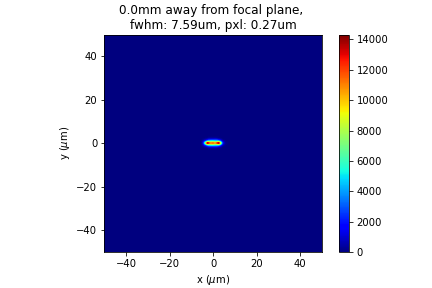 0.0mm away from focal plane,
fwhm: 7.59um, pxl: 0.27um
y (μm)
40
20
0
−20
−40
−40 −20 0 20 40
x (μm)
14000
12000
10000
8000
6000
4000
2000
0